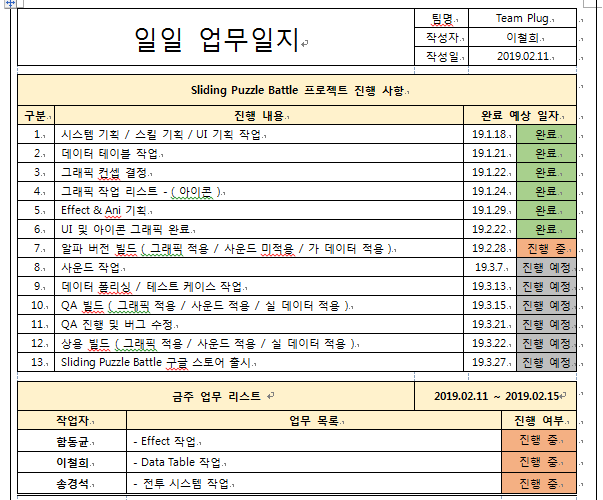 일일 업무일지
팀명 Team Plug.
작성자 이철희
작성일 2019.02.11
Sliding Puzzle Battle 프로젝트 진행 사항
구분 진행 내용 완료 예상 일자
1. 시스템 기획 / 스킬 기획 / UI 기획 작업 19.1.18 완료
2. 데이터 테이블 작업 19.1.21 완료
3. 그래픽 컨셉 결정 19.1.22 완료
4. 그래픽 작업 리스트 - ( 아이콘 ) 19.1.24 완료
5. Effect & Ani 기획 19.1.29 완료
6. UI 및 아이콘 그래픽 완료 19.2.22 완료
7. 알파 버전 빌드 ( 그래픽 적용 / 사운드 미적용 / 가 데이터 적용 ) 19.2.28 진행 중
8. 사운드 작업 19.3.7 진행 예정
9. 데이터 폴리싱 / 테스트 케이스 작업 19.3.13 진행 예정
10. QA 빌드 ( 그래픽 적용 / 사운드 적용 / 실 데이터 적용 ) 19.3.15 진행 예정
11. QA 진행 및 버그 수정 19.3.21 진행 예정
12. 상용 빌드 ( 그래픽 적용 / 사운드 적용 / 실 데이터 적용 ) 19.3.22 진행 예정
13. Sliding Puzzle Battle 구글 스토어 출시 19.3.27 진행 예정
금주 업무 리스트 2019.02.11 ~ 2019.02.15
작업자 업무 목록 진행 여부
함동균 - Effect 작업 진행 중
이철희 - Data Table 작업 진행 중
송경석 - 전투 시스템 작업 진행 중